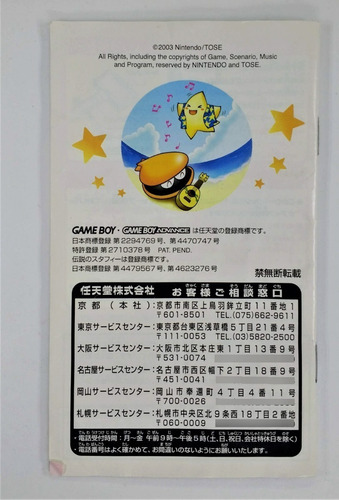 ©2003 Nintendo/TOSE
All Rights, including the copyrights of Game, Scenario, Music
and Program, reserved by NINTENDO and TOSE.
GAME BOY・GAME BOY ADVANCE は任天堂の登録商標です。
日本商標登録 第2294769号、第4470747号
特許登録 第2710378号 PAT. PEND.
伝説のスタフィーは任天堂の登録商標です。
日本商標登録 第4479567号、第4623276号
禁無断転載
任天堂株式会社 お客様ご相談窓口
京都(本社):京都市南区上鳥羽鉾立町11番地1
〒601-8501 TEL.(075)662-9611
東京サービスセンター:東京都台東区浅草橋5丁目21番4号
〒111-0053 TEL.(03)5820-2500
大阪サービスセンター:大阪市北区本庄東1丁目13番9号
〒531-0074
名古屋サービスセンター:名古屋市西区幅下2丁目18番9号
〒451-0041
岡山サービスセンター:岡山市奉還町4丁目4番11号
〒700-0026
札幌サービスセンター:札幌市中央区北9条西18丁目2番地
〒060-0009
・電話受付時間:月〜金 午前9時〜午後5時(土、日、祝日、会社特休日を除く)
・電話番号はよく確かめて、お間違いのないようにお願いいたします。